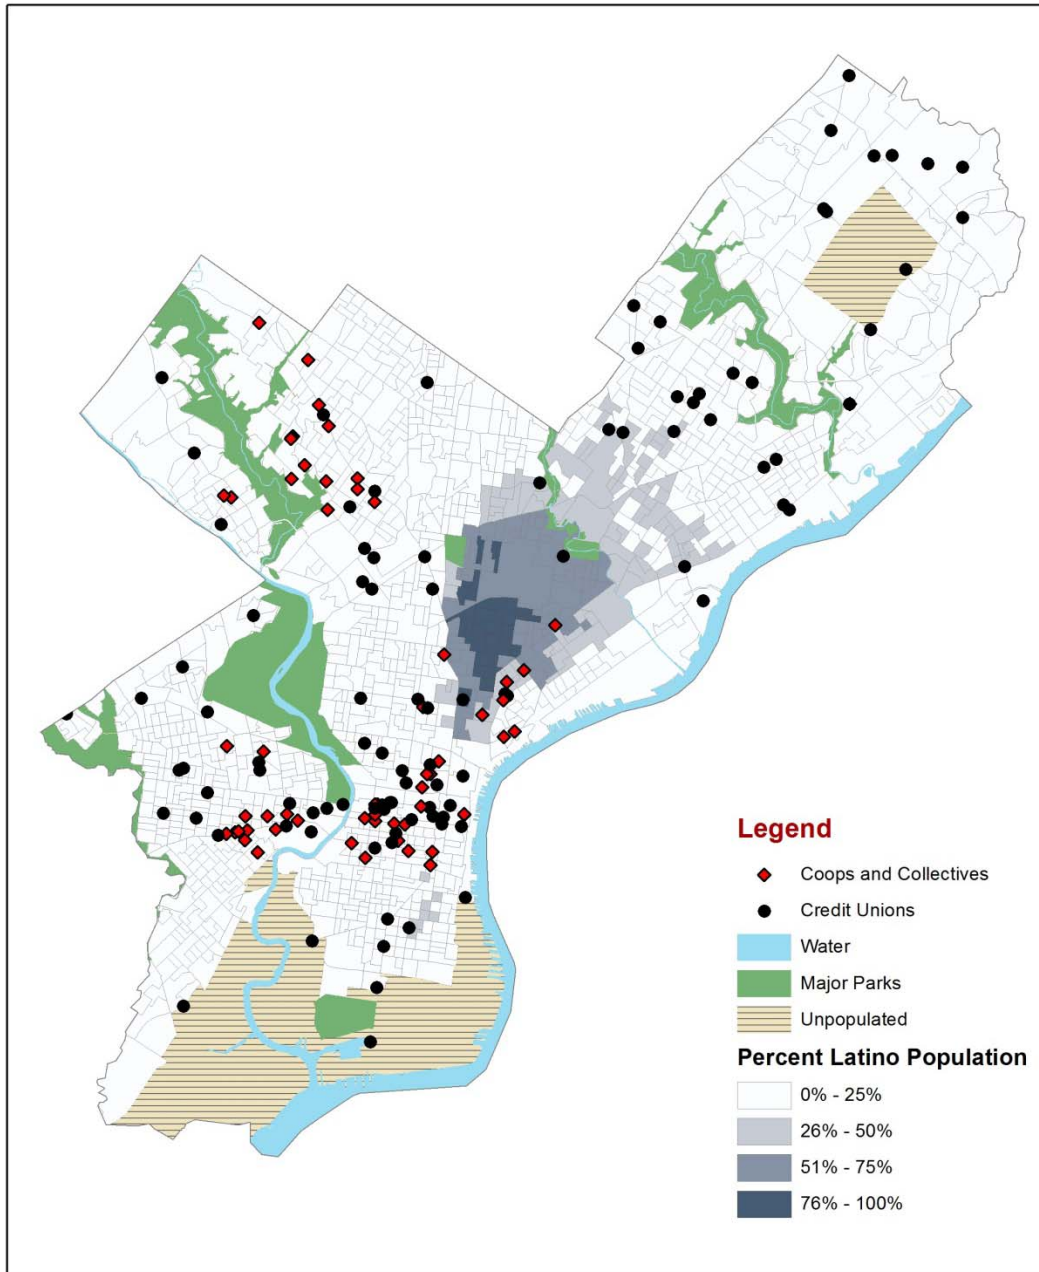 Legend
Coops and Collectives
Credit Unions
Water
Major Parks
Unpopulated
Percent Latino Population
0% - 25%
26% - 50%
51% - 75%
76% - 100%